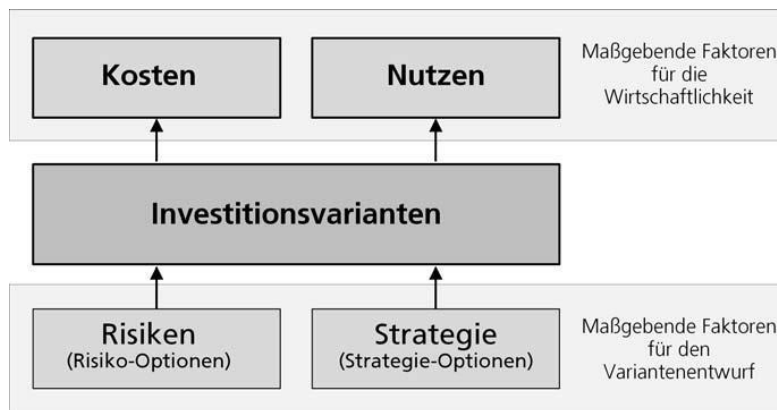 Kosten
Nutzen
Maßgebende Faktoren
für die
Wirtschaftlichkeit
Investitionsvarianten
Risiken
(Risiko-Optionen)
Strategie
(Strategie-Optionen)
Maßgebende Faktoren
für den
Variantenentwurf